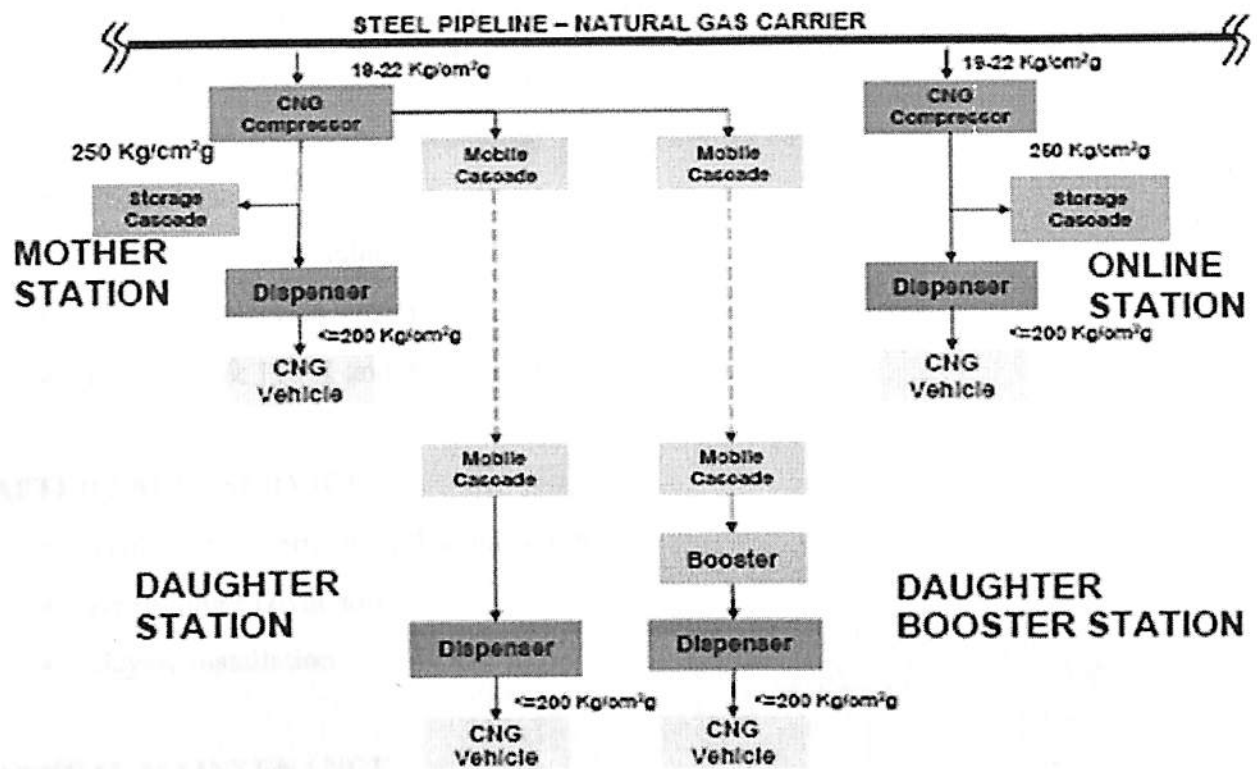 STEEL PIPELINE – NATURAL GAS CARRIER
19-22 Kg/cm²g
CNG
Compressor
250 Kg/cm²g
Storage
Cascade
MOTHER
STATION
Dispenser
<=200 Kg/cm²g
CNG
Vehicle
Mobile
Cascade
Mobile
Cascade
19-22 Kg/cm²g
CNG
Compressor
250 Kg/cm²g
Storage
Cascade
ONLINE
STATION
Dispenser
<=200 Kg/cm²g
CNG
Vehicle
Mobile
Cascade
DAUGHTER
STATION
Dispenser
<=200 Kg/cm²g
CNG
Vehicle
Mobile
Cascade
Booster
DAUGHTER
BOOSTER STATION
Dispenser
<=200 Kg/cm²g
CNG
Vehicle